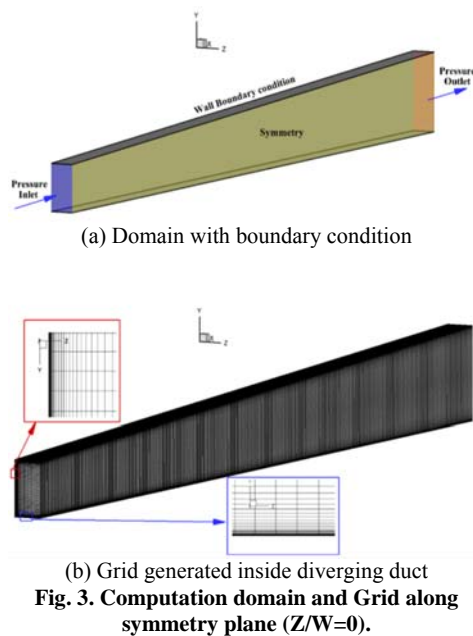 Y
X
Z
Wall Boundary condition
Pressure
Outlet
Symmetry
Pressure
Inlet
(a) Domain with boundary condition
Y
X
Z
Z
Y
(b) Grid generated inside diverging duct
Fig. 3. Computation domain and Grid along
symmetry plane (Z/W=0).